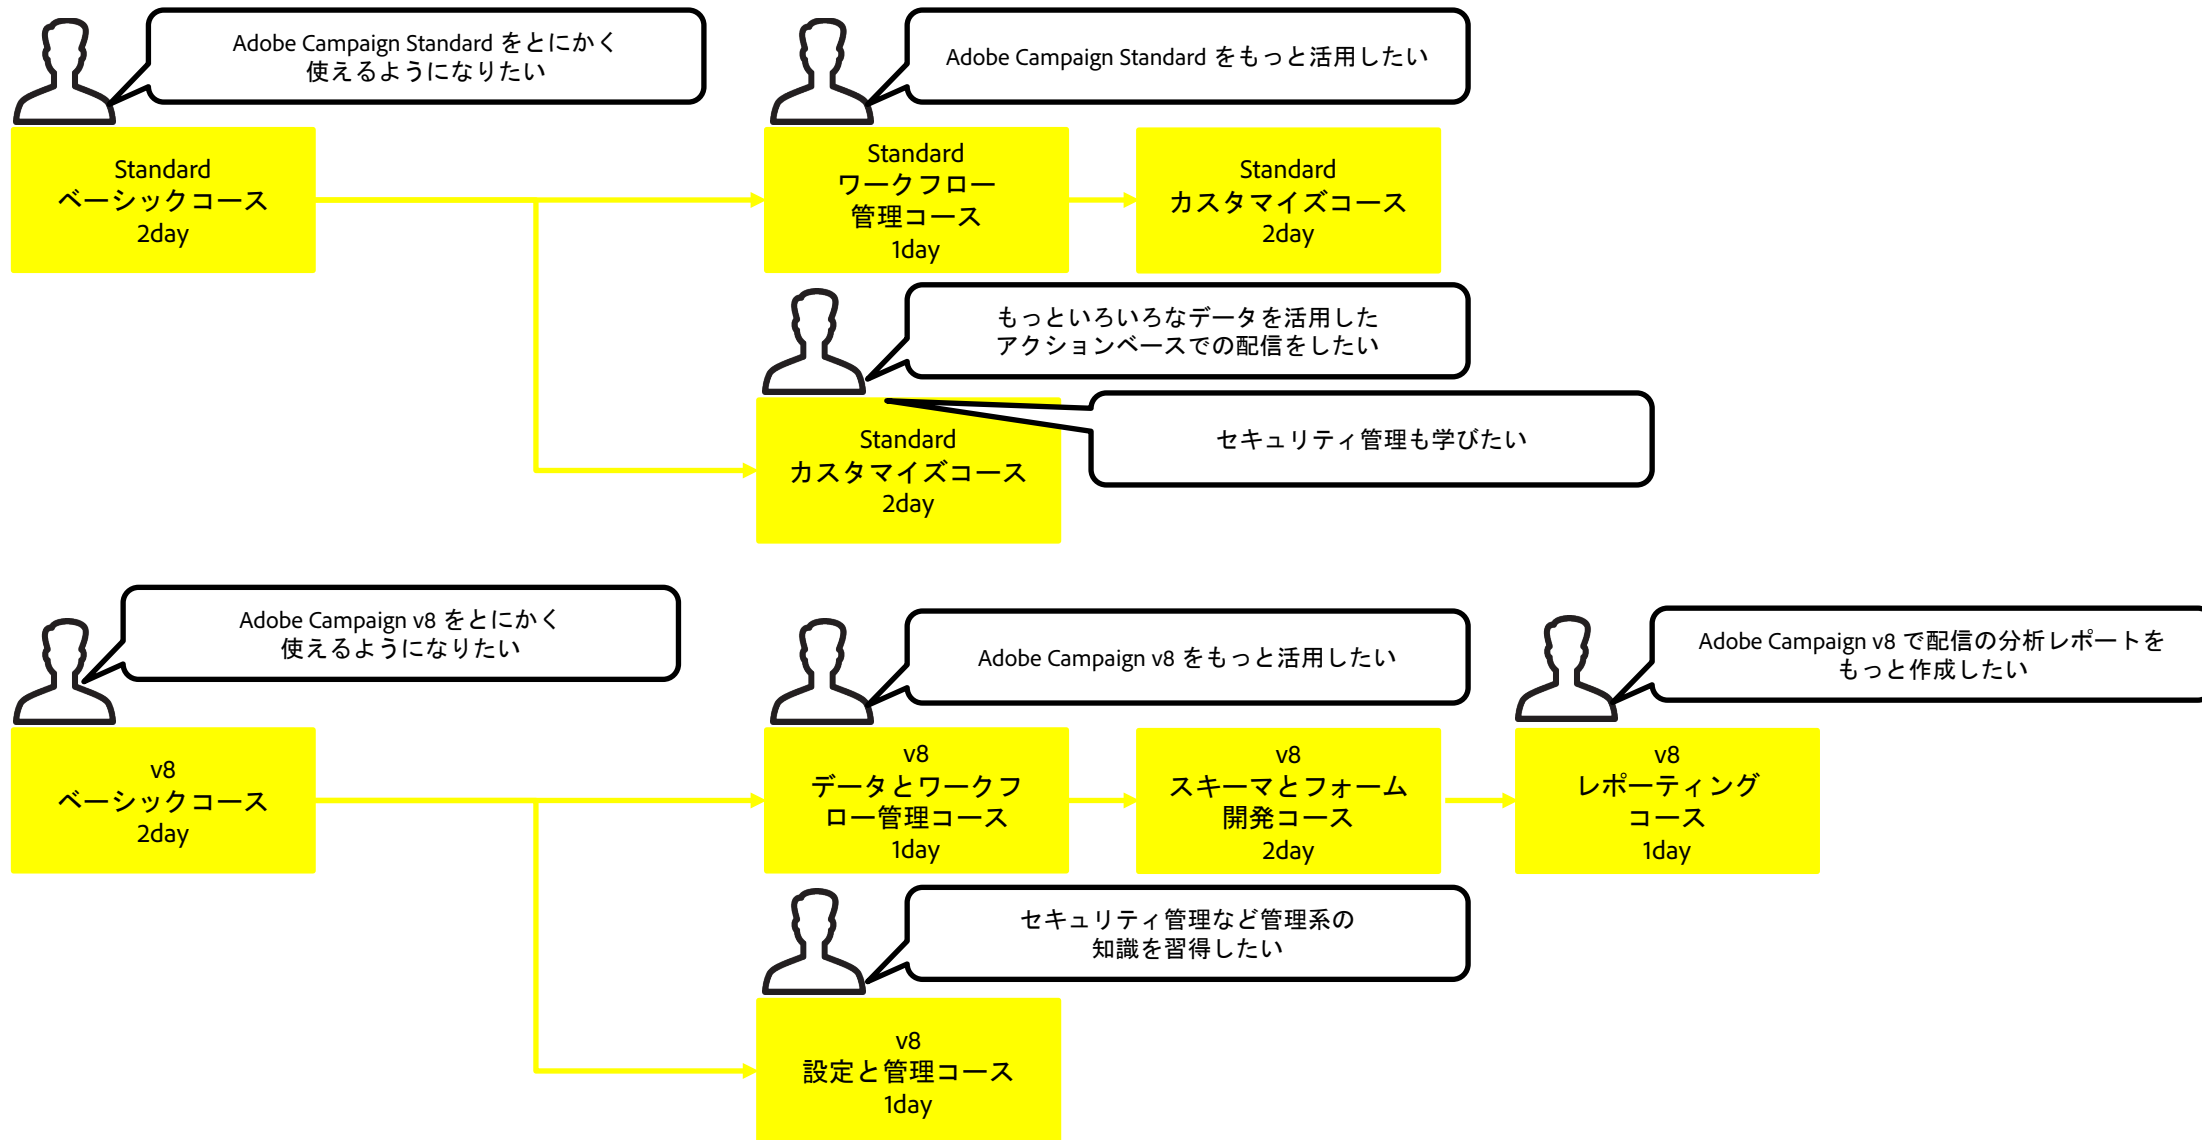 Adobe Campaign Standard をとにかく
使えるようになりたい
Adobe Campaign Standard をもっと活用したい
Standard
ベーシックコース
2day
Standard
ワークフロー
管理コース
1day
Standard
カスタマイズコース
2day
もっといろいろなデータを活用した
アクションベースでの配信をしたい
セキュリティ管理も学びたい
Standard
カスタマイズコース
2day
Adobe Campaign v8 をとにかく
使えるようになりたい
Adobe Campaign v8 をもっと活用したい
Adobe Campaign v8 で配信の分析レポートを
もっと作成したい
v8
ベーシックコース
2day
v8
データとワークフ
ロー管理コース
1day
v8
スキーマとフォーム
開発コース
2day
v8
レポーティング
コース
1day
セキュリティ管理など管理系の
知識を習得したい
v8
設定と管理コース
1day